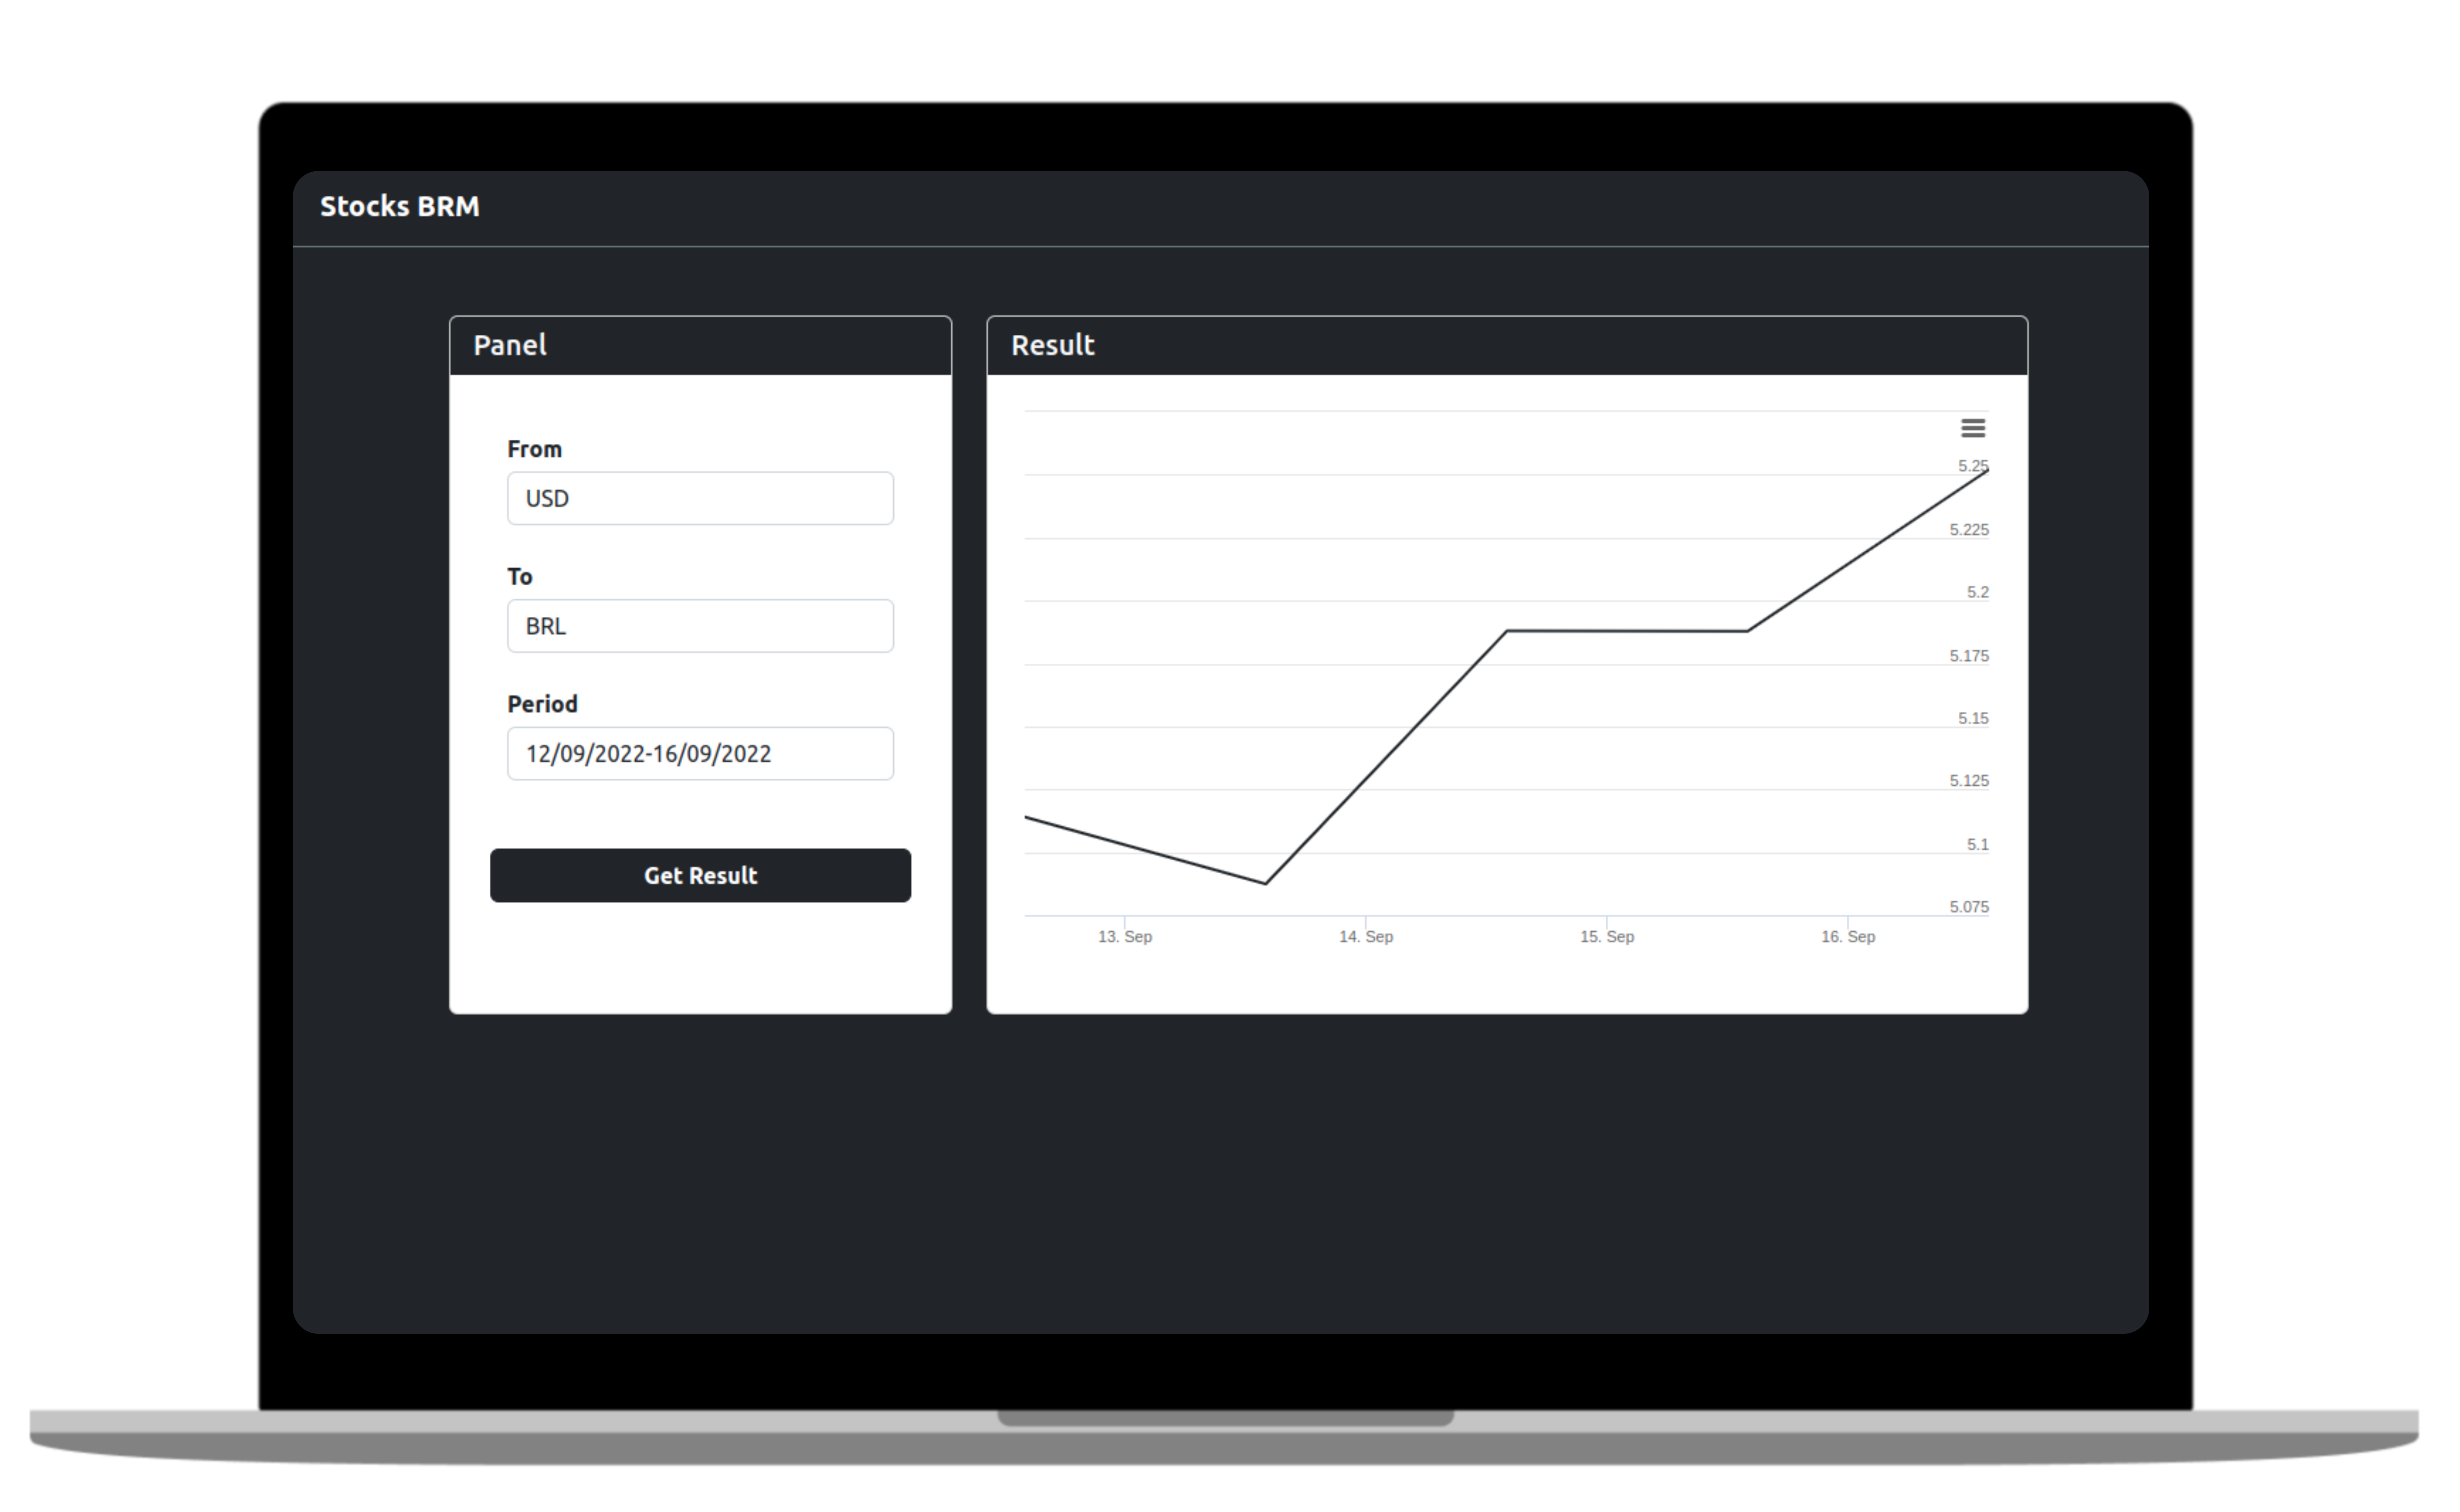 Stocks BRM
Panel
From
USD
To
BRL
Period
12/09/2022-16/09/2022
Get Result
Result
5.25
5.225
5.2
5.175
5.15
5.125
5.1
5.075
13. Sep
14. Sep
15. Sep
16. Sep